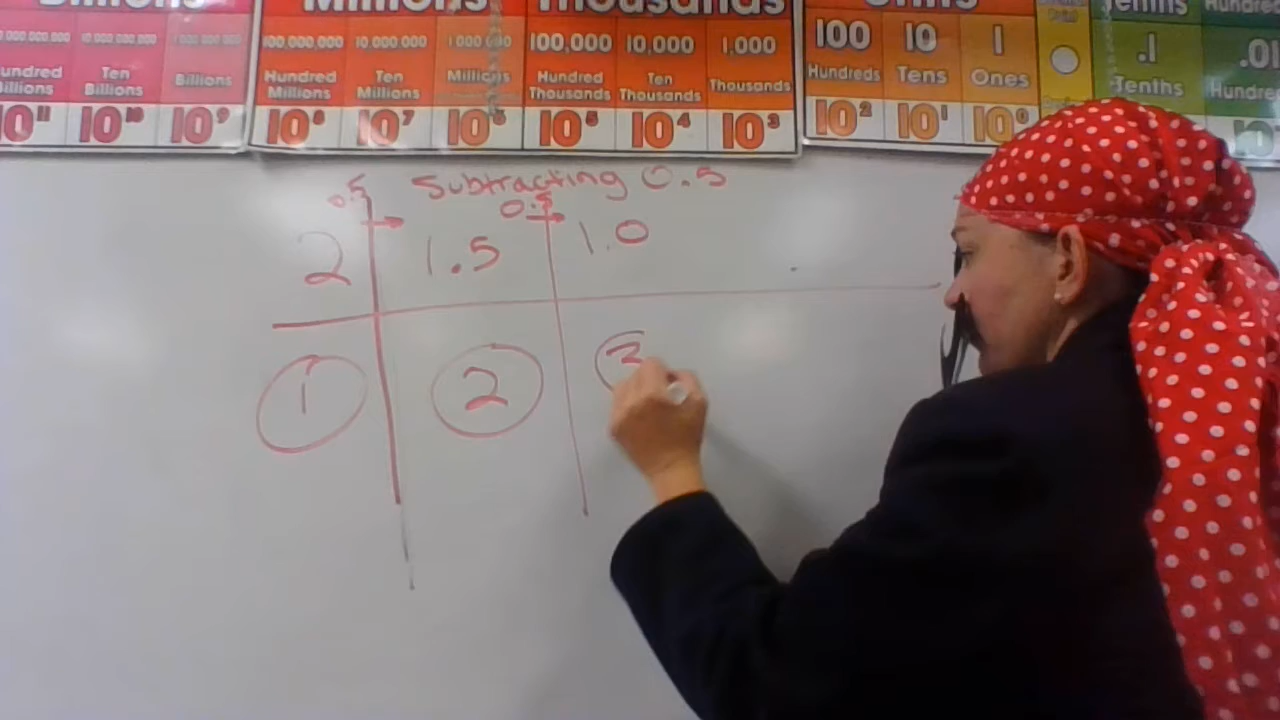 Billions Millions Thousands Units Tenths
1,000,000 100,000,000 10,000,000 1,000,000 100,000 10,000 1,000 100 10 1 .1 .01
Hundred Billions Ten Billions Billions Hundred Millions Ten Millions Millions Hundred Thousands Ten Thousands Thousands Hundreds Tens Ones Tenths
10¹¹ 10¹⁰ 10⁹ 10⁸ 10⁷ 10⁶ 10⁵ 10⁴ 10³ 10² 10¹ 10⁰
Subtracting 0.5
0.5 0.5
2 1.5 1.0
1 2 3